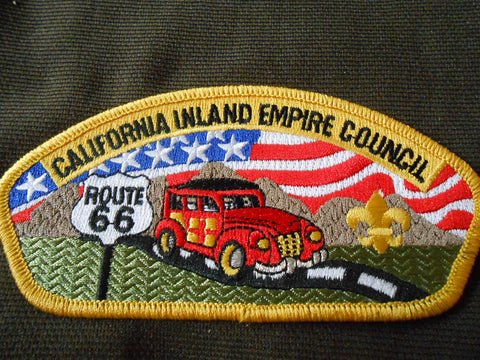 CALIFORNIA INLAND EMPIRE COUNCIL
ROUTE
66